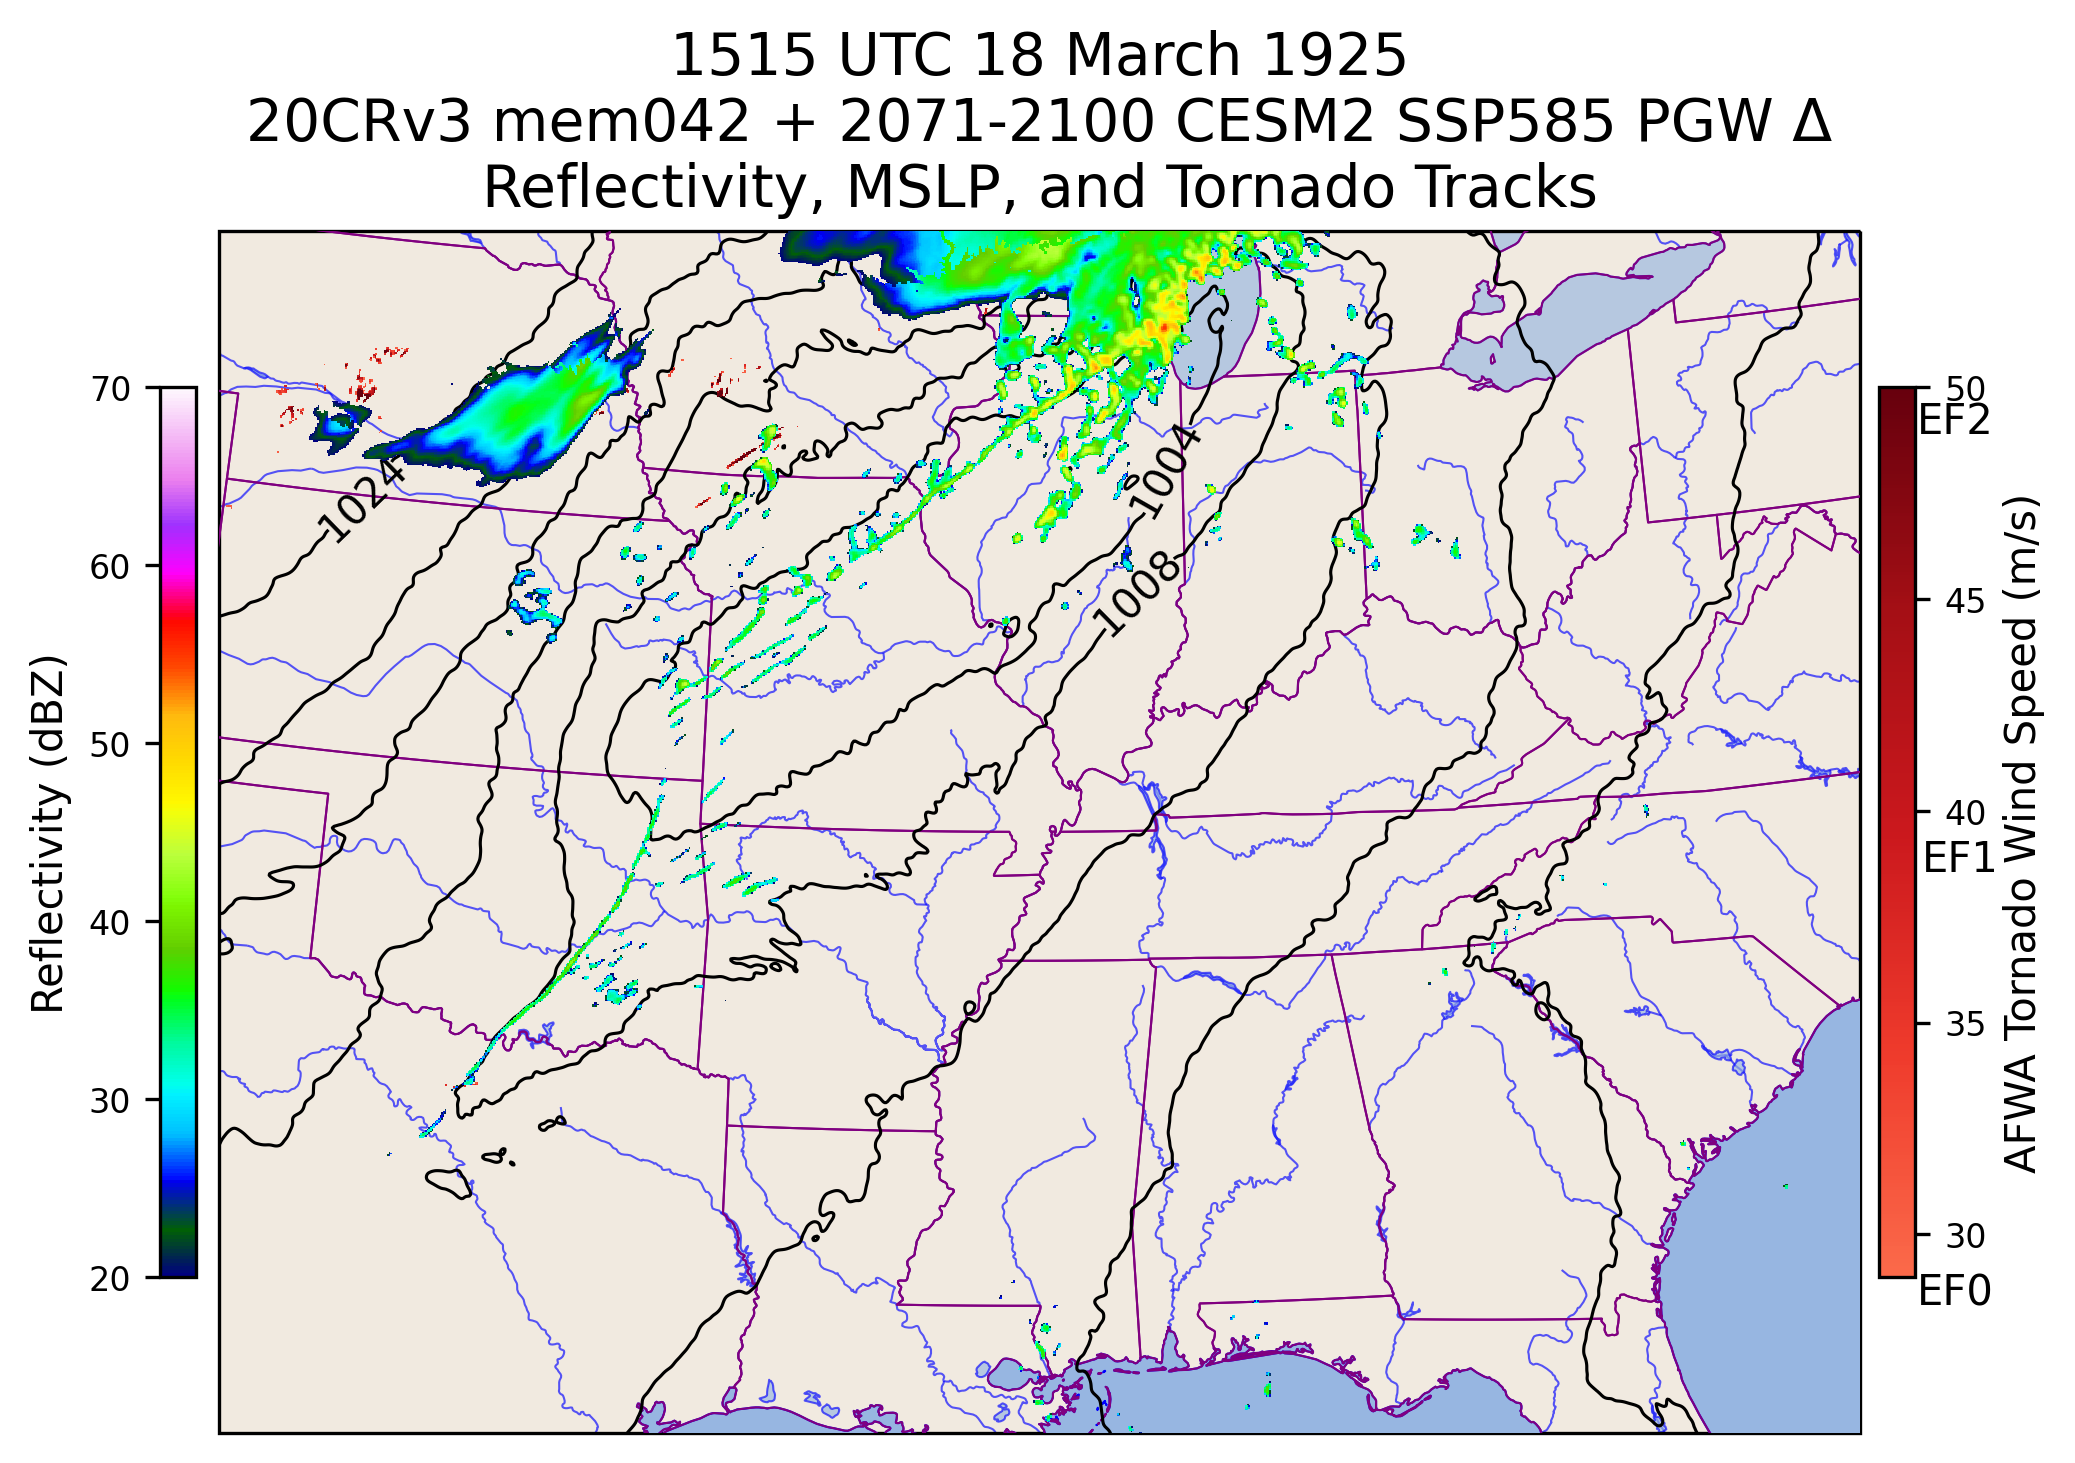 1515 UTC 18 March 1925
20CRv3 mem042 + 2071-2100 CESM2 SSP585 PGW Δ
Reflectivity, MSLP, and Tornado Tracks
Reflectivity (dBZ)
70
60
50
40
30
20
1024
1004
1008
50
EF2
45
40
EF1
35
30
EF0
AFWA Tornado Wind Speed (m/s)